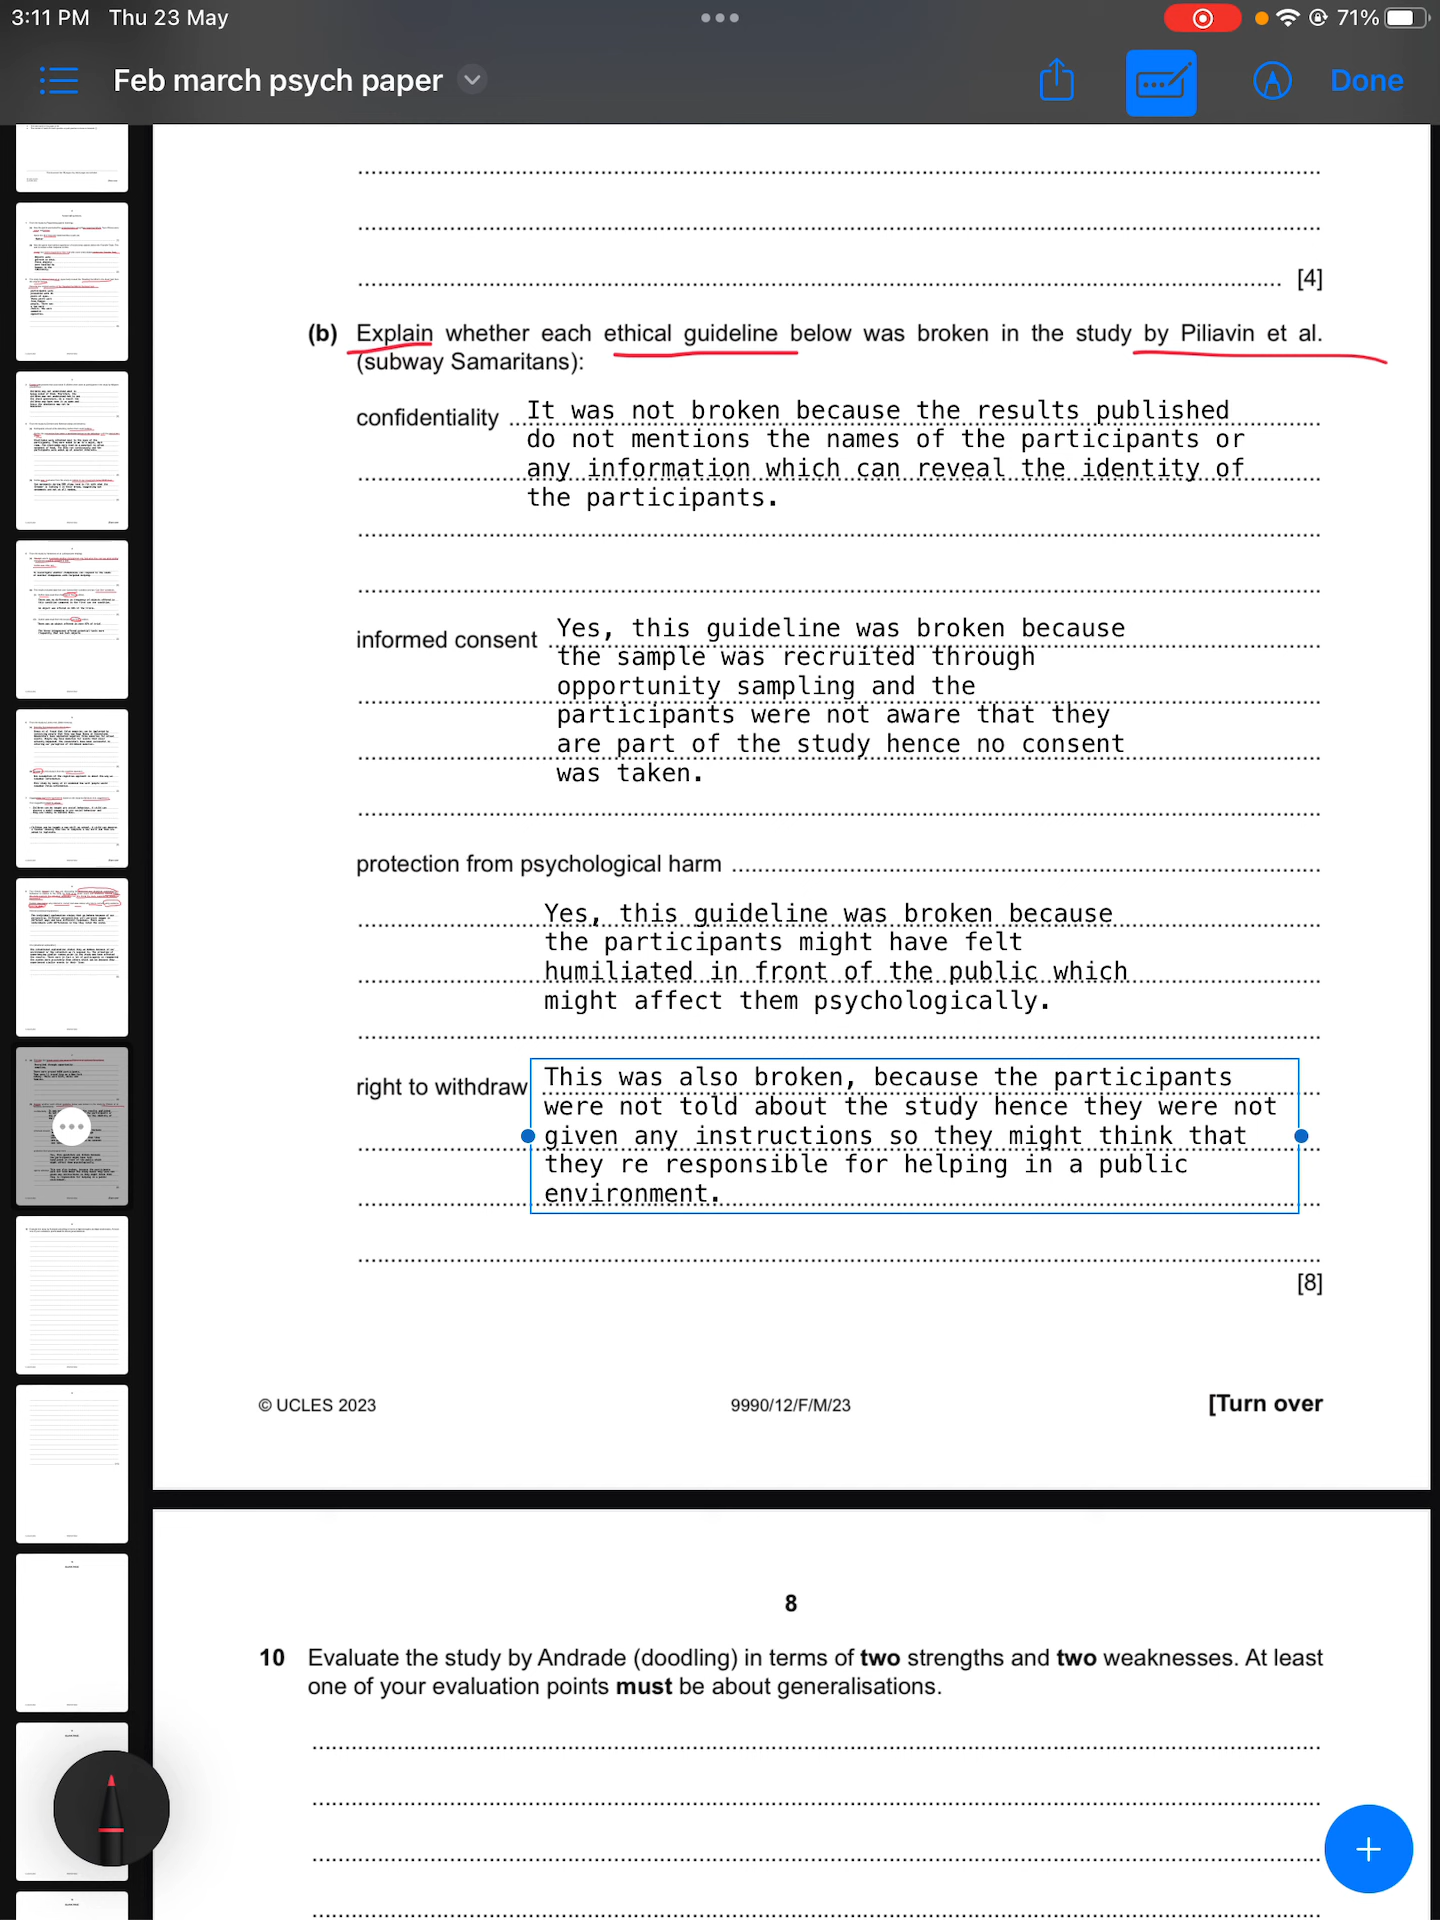 3:11 PM Thu 23 May
71%
Feb march psych paper
Done
[4]
(b) Explain whether each ethical guideline below was broken in the study by Piliavin et al.
(subway Samaritans):
confidentiality It was not broken because the results published
do not mentions the names of the participants or
any information which can reveal the identity of
the participants.
informed consent Yes, this guideline was broken because
the sample was recruited through
opportunity sampling and the
participants were not aware that they
are part of the study hence no consent
was taken.
protection from psychological harm
Yes, this guideline was broken because
the participants might have felt
humiliated in front of the public which
might affect them psychologically.
right to withdraw This was also broken, because the participants
were not told about the study hence they were not
given any instructions so they might think that
they re responsible for helping in a public
environment.
[8]
© UCLES 2023 9990/12/F/M/23 [Turn over
8
10 Evaluate the study by Andrade (doodling) in terms of two strengths and two weaknesses. At least
one of your evaluation points must be about generalisations.